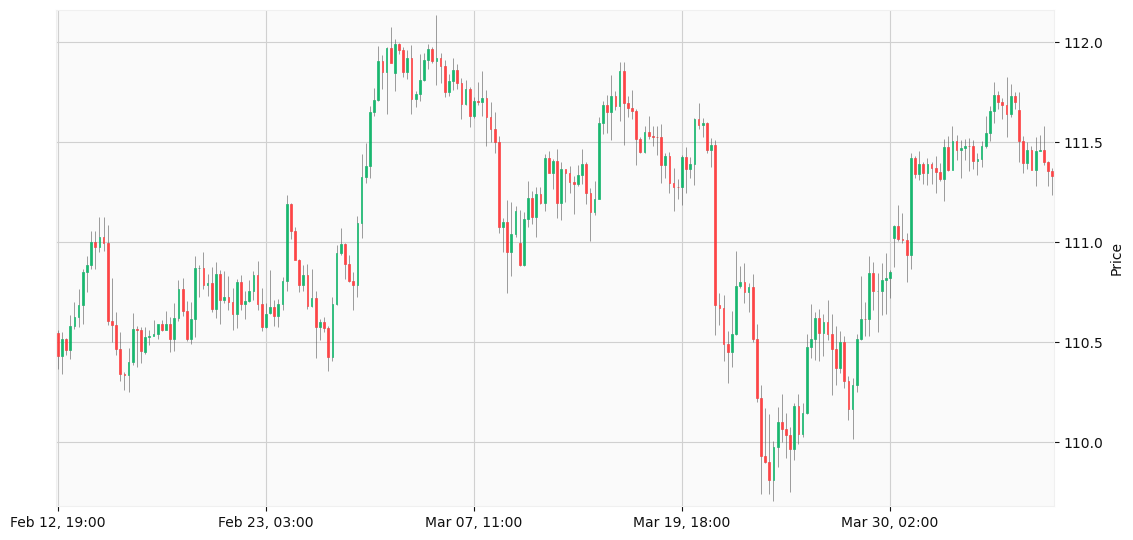 112.0
111.5
111.0
110.5
110.0
Price
Feb 12, 19:00
Feb 23, 03:00
Mar 07, 11:00
Mar 19, 18:00
Mar 30, 02:00